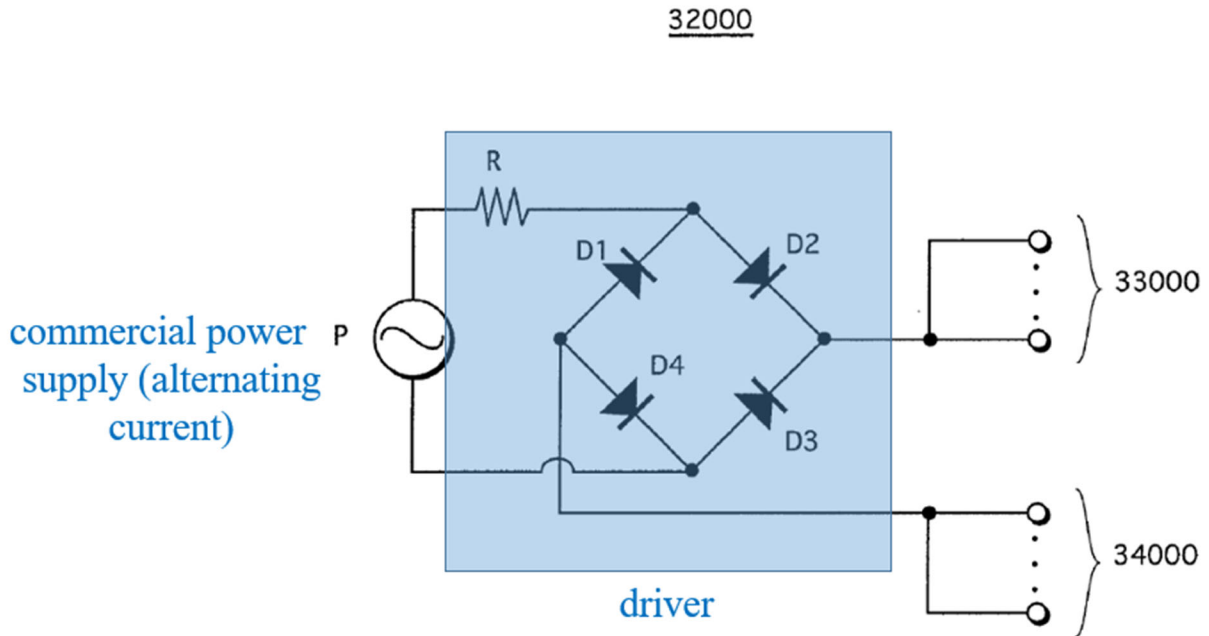 32000
R
D1
D2
commercial power
supply (alternating
current)
P
33000
D4
D3
34000
driver